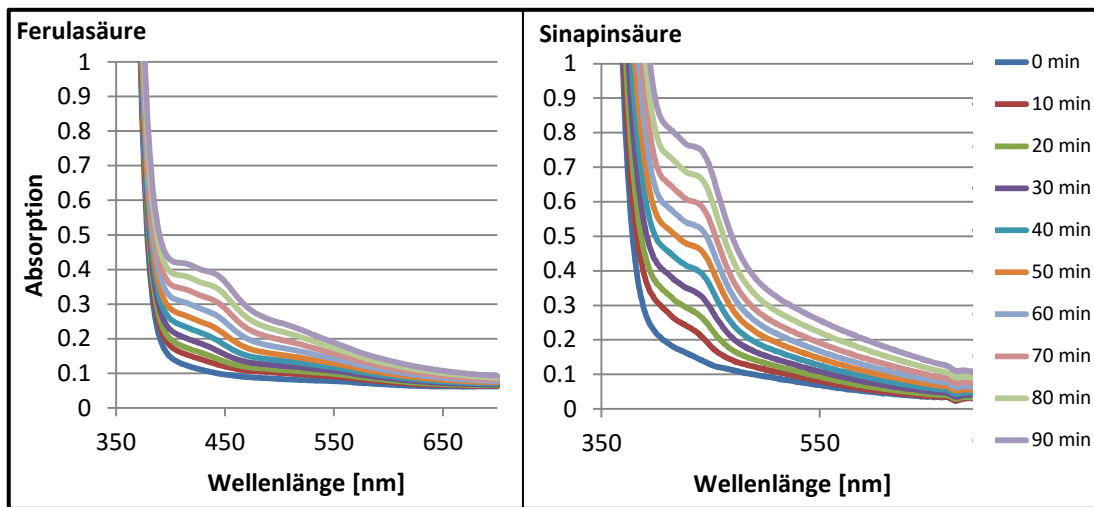 Ferulasäure
1
0.9
0.8
0.7
0.6
0.5
0.4
0.3
0.2
0.1
0
350
450
550
650
Absorption
Wellenlänge [nm]
Sinapinsäure
1
0.9
0.8
0.7
0.6
0.5
0.4
0.3
0.2
0.1
0
350
550
Wellenlänge [nm]
0 min
10 min
20 min
30 min
40 min
50 min
60 min
70 min
80 min
90 min